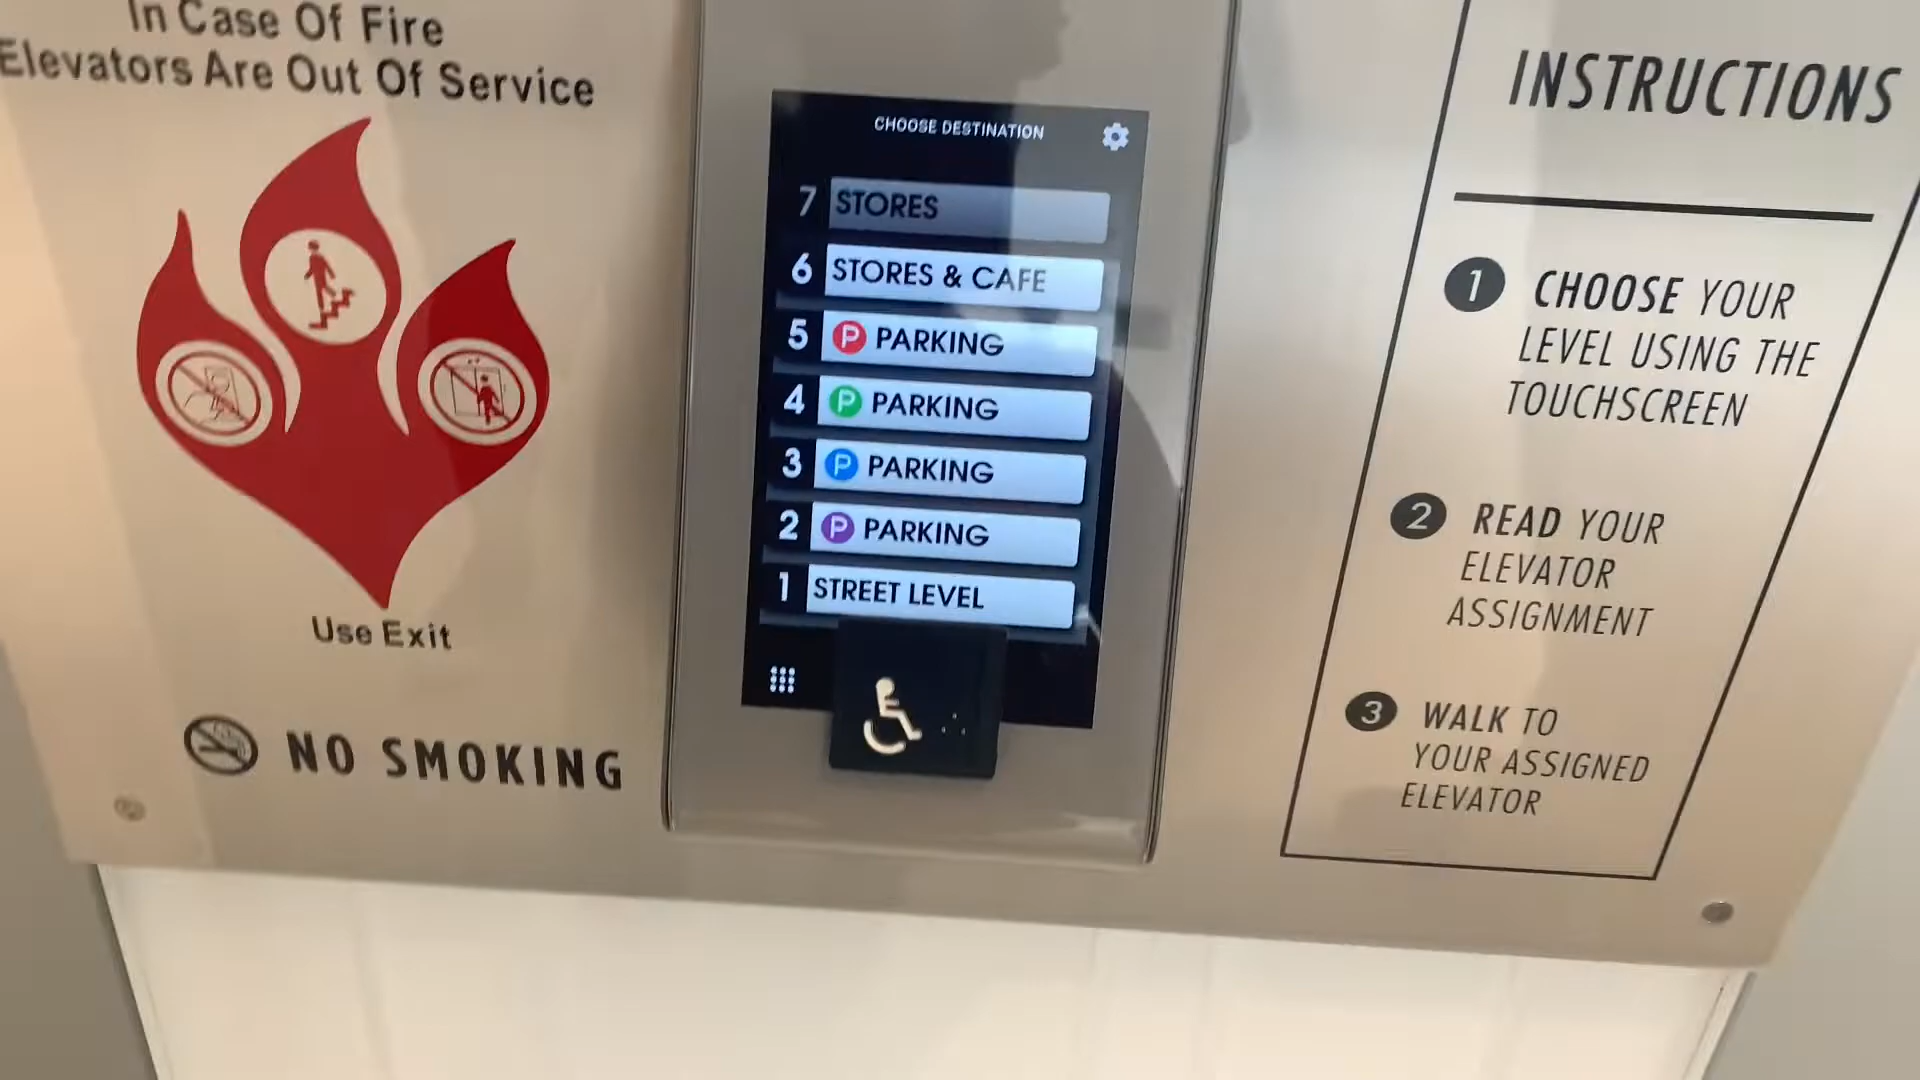 In Case Of Fire
Elevators Are Out Of Service
Use Exit
NO SMOKING
CHOOSE DESTINATION
7 STORES
6 STORES & CAFE
5 P PARKING
4 P PARKING
3 P PARKING
2 P PARKING
1 STREET LEVEL
INSTRUCTIONS
1 CHOOSE YOUR
LEVEL USING THE
TOUCHSCREEN
2 READ YOUR
ELEVATOR
ASSIGNMENT
3 WALK TO
YOUR ASSIGNED
ELEVATOR